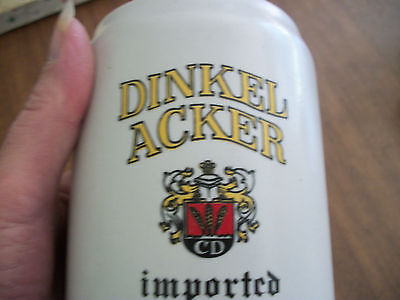 DINKEL
ACKER
CD
imported